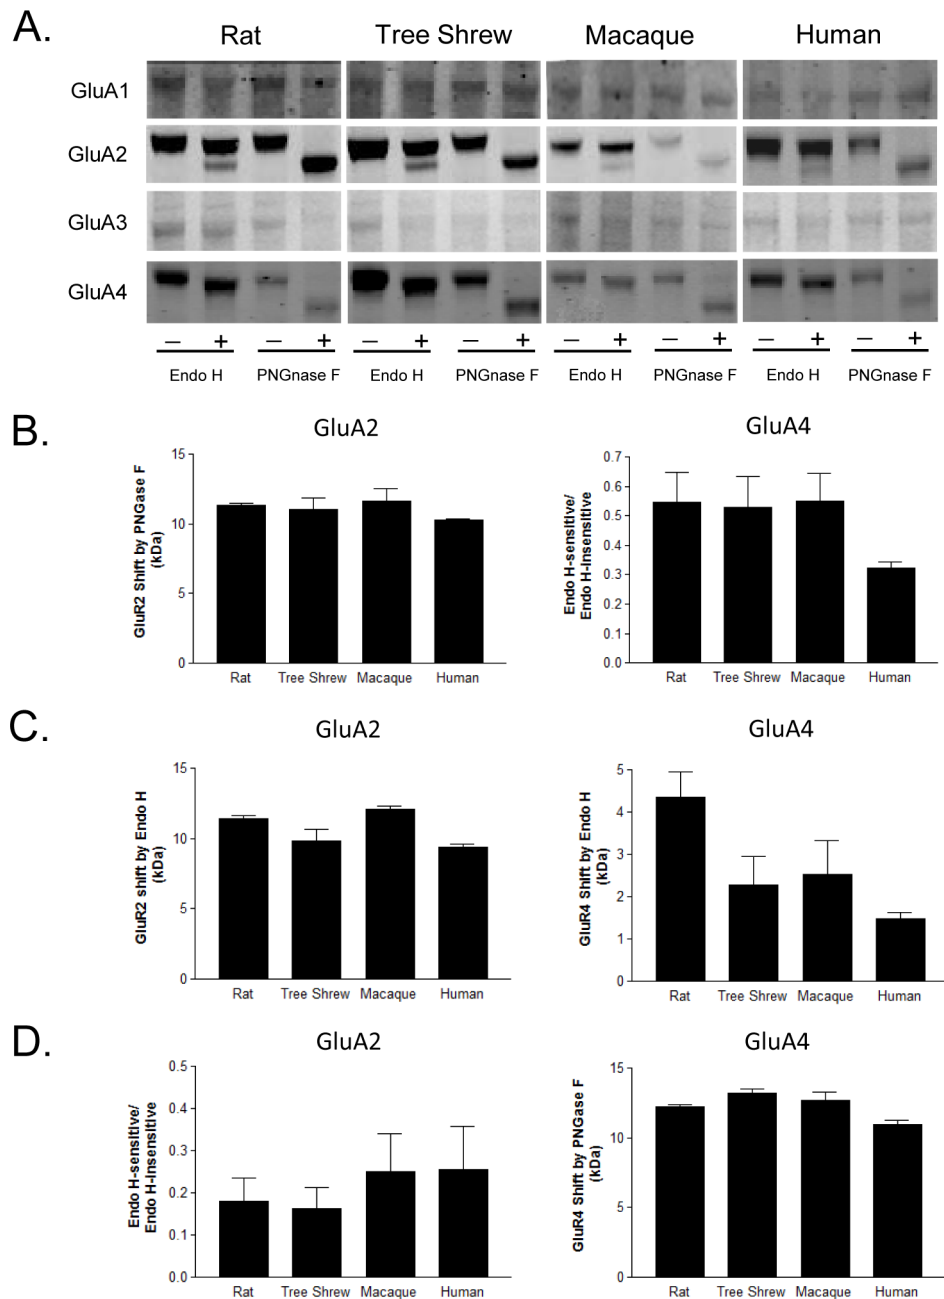 A.
Rat Tree Shrew Macaque Human
GluA1
GluA2
GluA3
GluA4
– + – + – + – + – + – + – + – +
Endo H PNGnase F Endo H PNGnase F Endo H PNGnase F Endo H PNGnase F
B.
GluA2
GluR2 Shift by PNGase F
(kDa)
15
10
5
0
Rat Tree Shrew Macaque Human
GluA4
Endo H-sensitive/
Endo H-Insensitive
0.7
0.6
0.5
0.4
0.3
0.2
0.1
0.0
Rat Tree Shrew Macaque Human
C.
GluA2
GluR2 shift by Endo H
(kDa)
15
10
5
0
Rat Tree Shrew Macaque Human
GluA4
GluR4 Shift by Endo H
(kDa)
5
4
3
2
1
0
Rat Tree Shrew Macaque Human
D.
GluA2
Endo H-sensitive/
Endo H-Insensitive
0.5
0.4
0.3
0.2
0.1
0.0
Rat Tree Shrew Macaque Human
GluA4
GluR4 Shift by PNGase F
(kDa)
15
10
5
0
Rat Tree Shrew Macaque Human